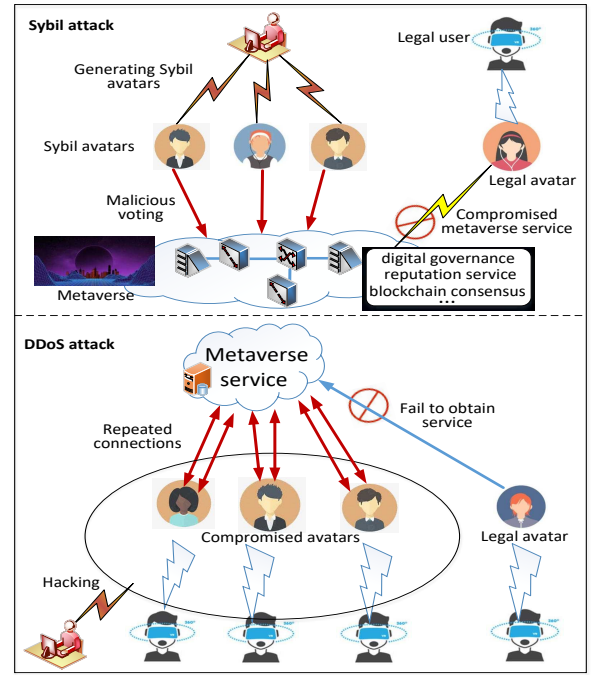 Sybil attack
Legal user
Generating Sybil
avatars
Sybil avatars
Legal avatar
Malicious
voting
Compromised
metaverse service
Metaverse
digital governance
reputation service
blockchain consensus
...
DDoS attack
Metaverse
service
Fail to obtain
service
Repeated
connections
Compromised avatars
Legal avatar
Hacking